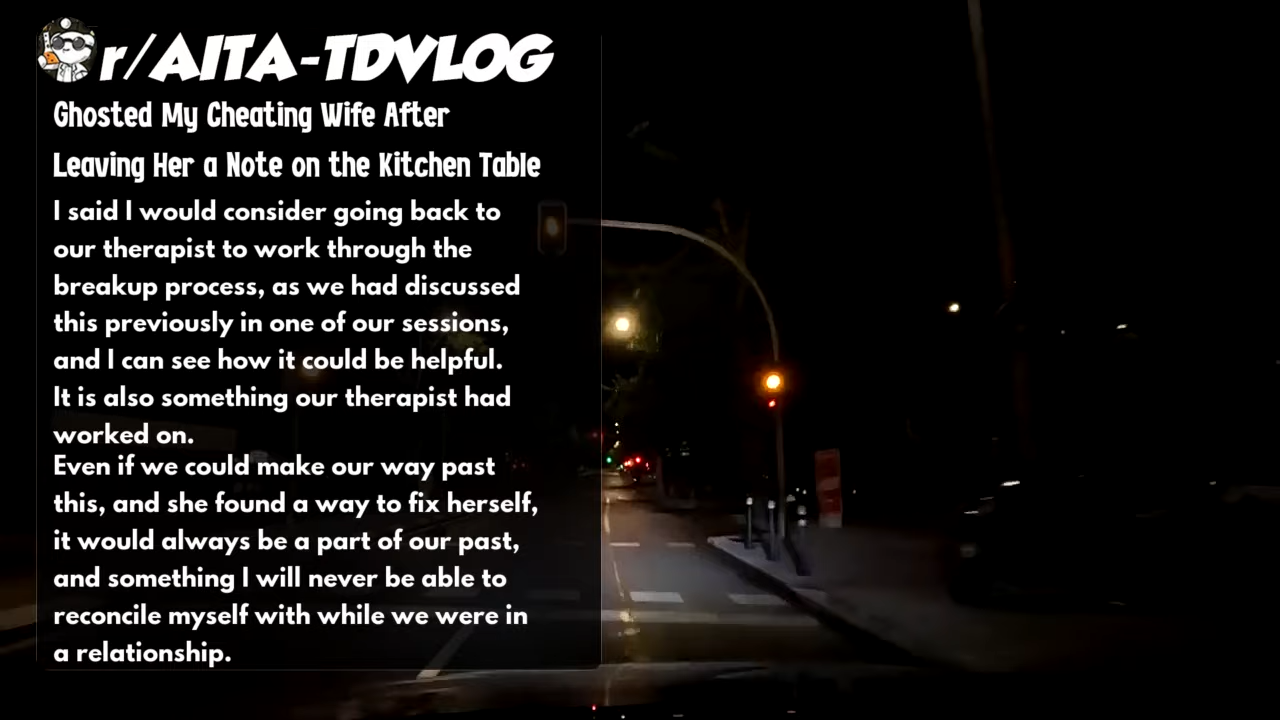 r/AITA-TDVLOG
Ghosted My Cheating Wife After
Leaving Her a Note on the Kitchen Table
I said I would consider going back to
our therapist to work through the
breakup process, as we had discussed
this previously in one of our sessions,
and I can see how it could be helpful.
It is also something our therapist had
worked on.
Even if we could make our way past
this, and she found a way to fix herself,
it would always be a part of our past,
and something I will never be able to
reconcile myself with while we were in
a relationship.